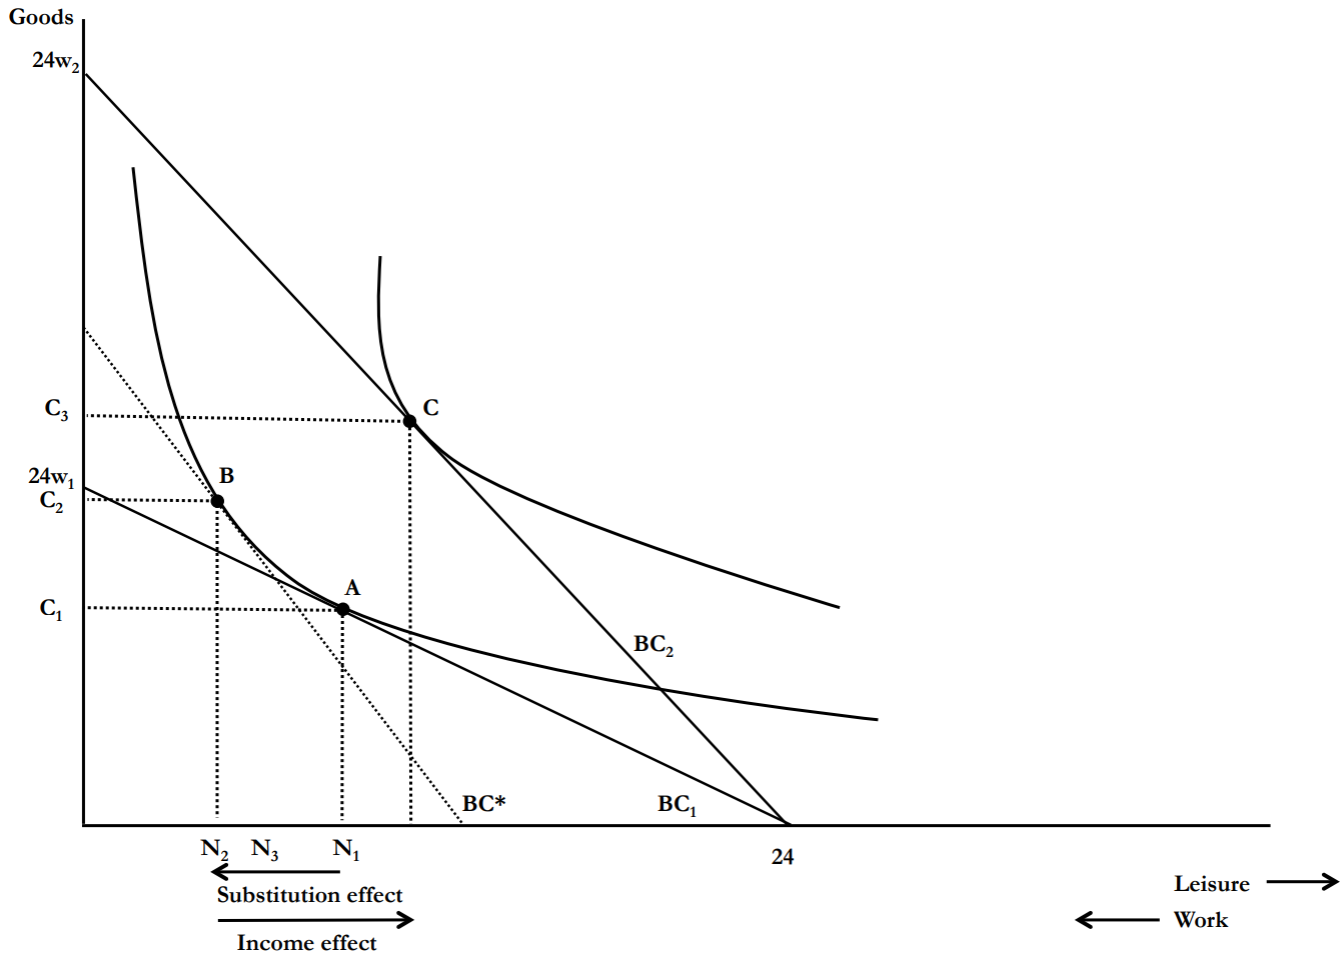 Goods
24w₂
C₃
C
24w₁
B
C₂
A
C₁
BC₂
BC*
BC₁
N₂ N₃ N₁
24
Substitution effect
Leisure
Work
Income effect